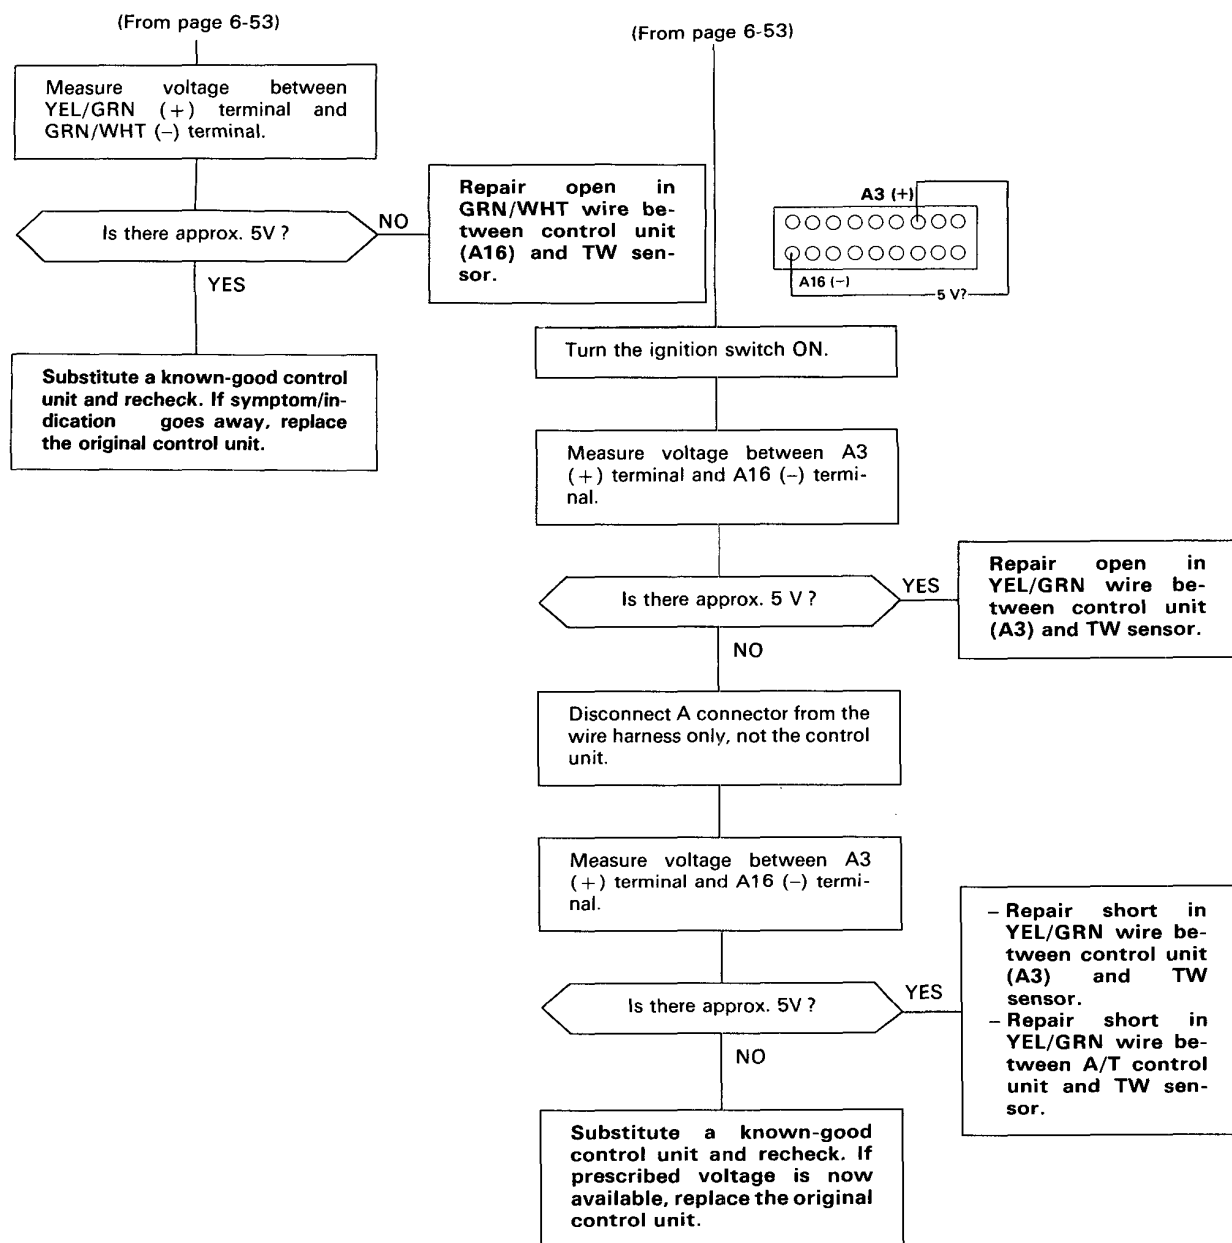 (From page 6-53)
Measure voltage between
YEL/GRN (+) terminal and
GRN/WHT (–) terminal.
Is there approx. 5V ?
NO
Repair open in
GRN/WHT wire be-
tween control unit
(A16) and TW sen-
sor.
YES
Substitute a known-good control
unit and recheck. If symptom/in-
dication goes away, replace
the original control unit.
(From page 6-53)
A3 (+)
A16 (–)
5 V?
Turn the ignition switch ON.
Measure voltage between A3
(+) terminal and A16 (–) termi-
nal.
Is there approx. 5 V ?
YES
Repair open in
YEL/GRN wire be-
tween control unit
(A3) and TW sensor.
NO
Disconnect A connector from the
wire harness only, not the control
unit.
Measure voltage between A3
(+) terminal and A16 (–) termi-
nal.
Is there approx. 5V ?
YES
– Repair short in
YEL/GRN wire be-
tween control unit
(A3) and TW
sensor.
– Repair short in
YEL/GRN wire be-
tween A/T control
unit and TW sen-
sor.
NO
Substitute a known-good
control unit and recheck. If
prescribed voltage is now
available, replace the original
control unit.